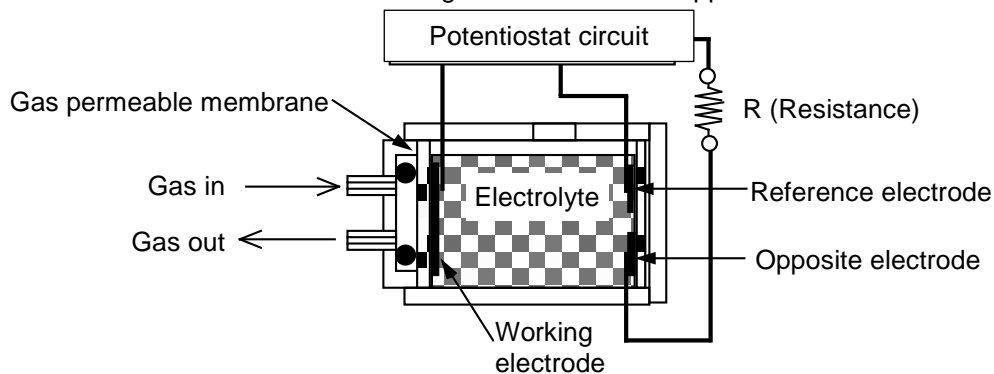 Potentiostat circuit
Gas permeable membrane
R (Resistance)
Gas in
Electrolyte
Reference electrode
Gas out
Opposite electrode
Working
electrode